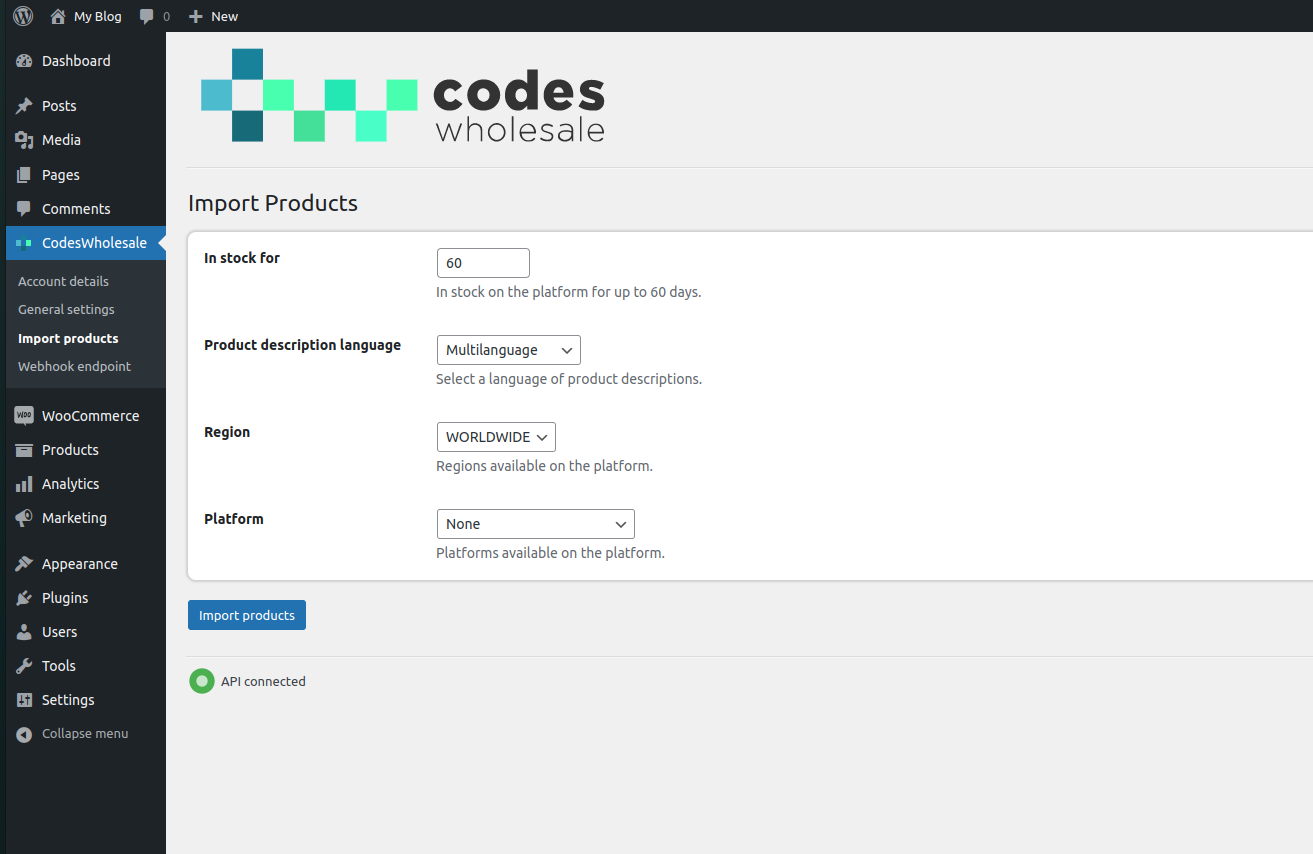 My Blog
0
New
Dashboard
Posts
Media
Pages
Comments
CodesWholesale
Account details
General settings
Import products
Webhook endpoint
WOO
WooCommerce
Products
Analytics
Marketing
Appearance
Plugins
Users
Tools
Settings
Collapse menu
codes
wholesale
Import Products
In stock for
60
In stock on the platform for up to 60 days.
Product description language
Multilanguage
Select a language of product descriptions.
Region
WORLDWIDE
Regions available on the platform.
Platform
None
Platforms available on the platform.
Import products
API connected